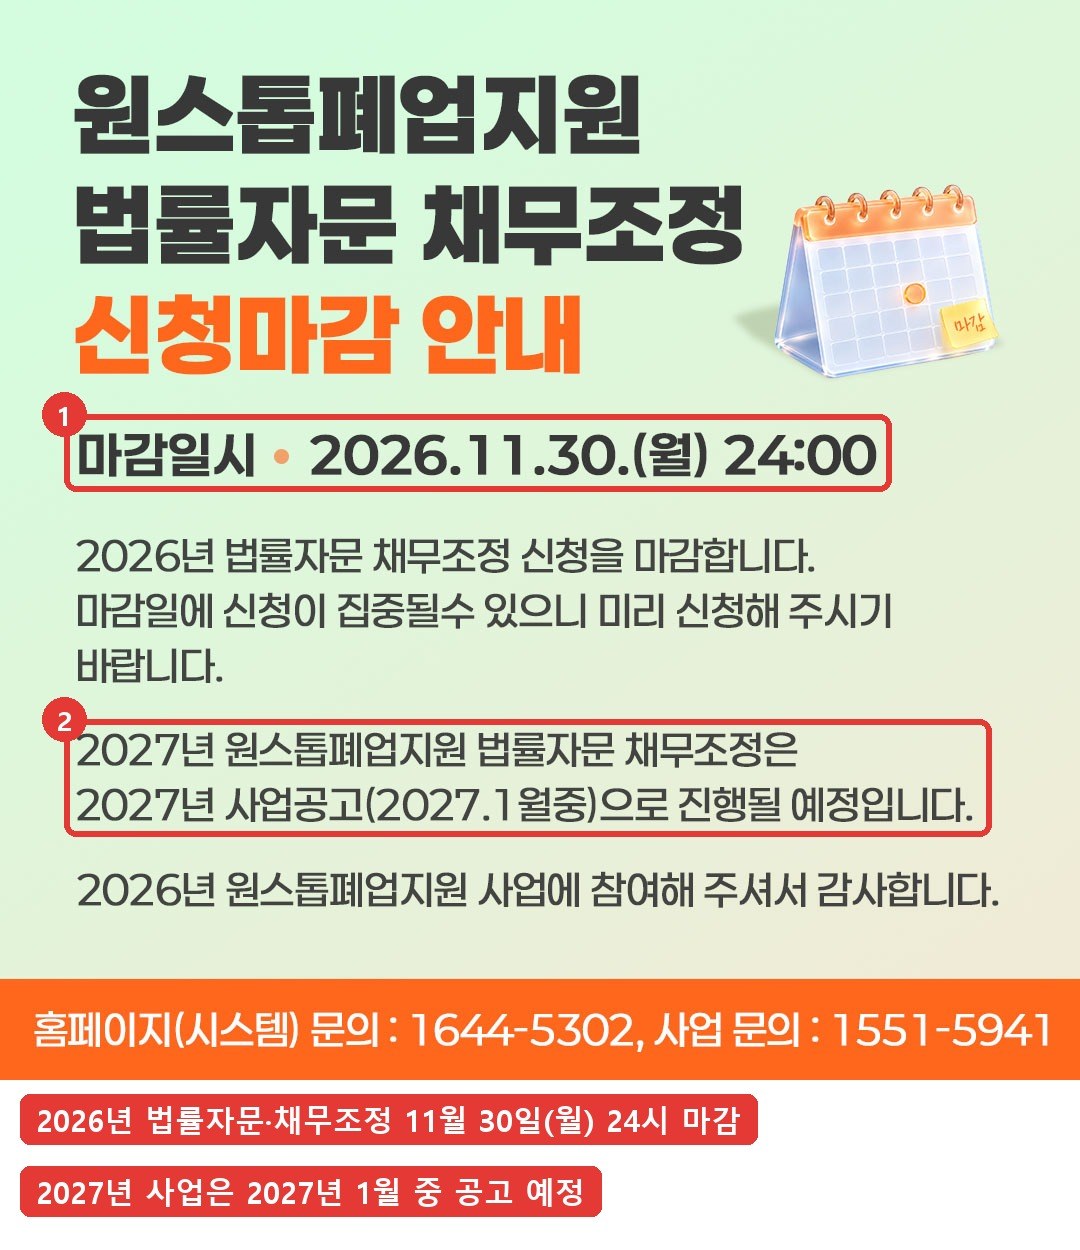 원스톱폐업지원
법률자문 채무조정
신청마감 안내
마감
1
마감일시 • 2026.11.30.(월) 24:00
2026년 법률자문 채무조정 신청을 마감합니다.
마감일에 신청이 집중될수 있으니 미리 신청해 주시기
바랍니다.
2
2027년 원스톱폐업지원 법률자문 채무조정은
2027년 사업공고(2027.1월중)으로 진행될 예정입니다.
2026년 원스톱폐업지원 사업에 참여해 주셔서 감사합니다.
홈페이지(시스템) 문의 : 1644-5302, 사업 문의 : 1551-5941
2026년 법률자문·채무조정 11월 30일(월) 24시 마감
2027년 사업은 2027년 1월 중 공고 예정